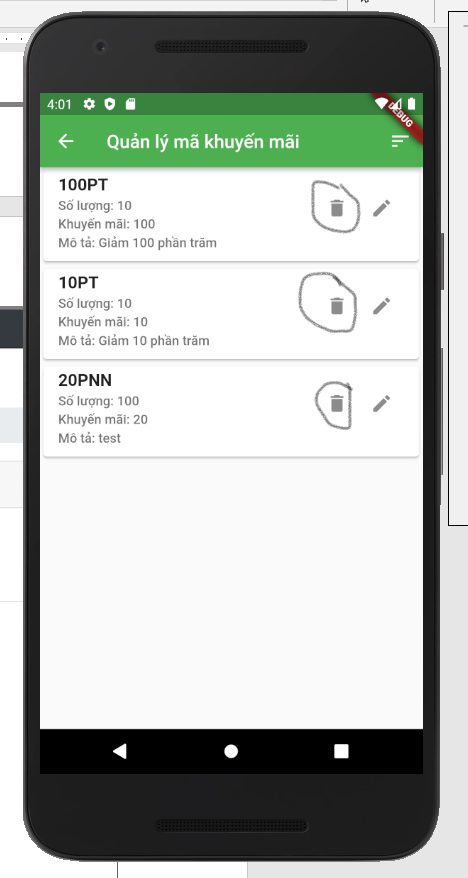 4:01
DEBUG
Quản lý mã khuyến mãi
100PT
Số lượng: 10
Khuyến mãi: 100
Mô tả: Giảm 100 phần trăm
10PT
Số lượng: 10
Khuyến mãi: 10
Mô tả: Giảm 10 phần trăm
20PNN
Số lượng: 100
Khuyến mãi: 20
Mô tả: test